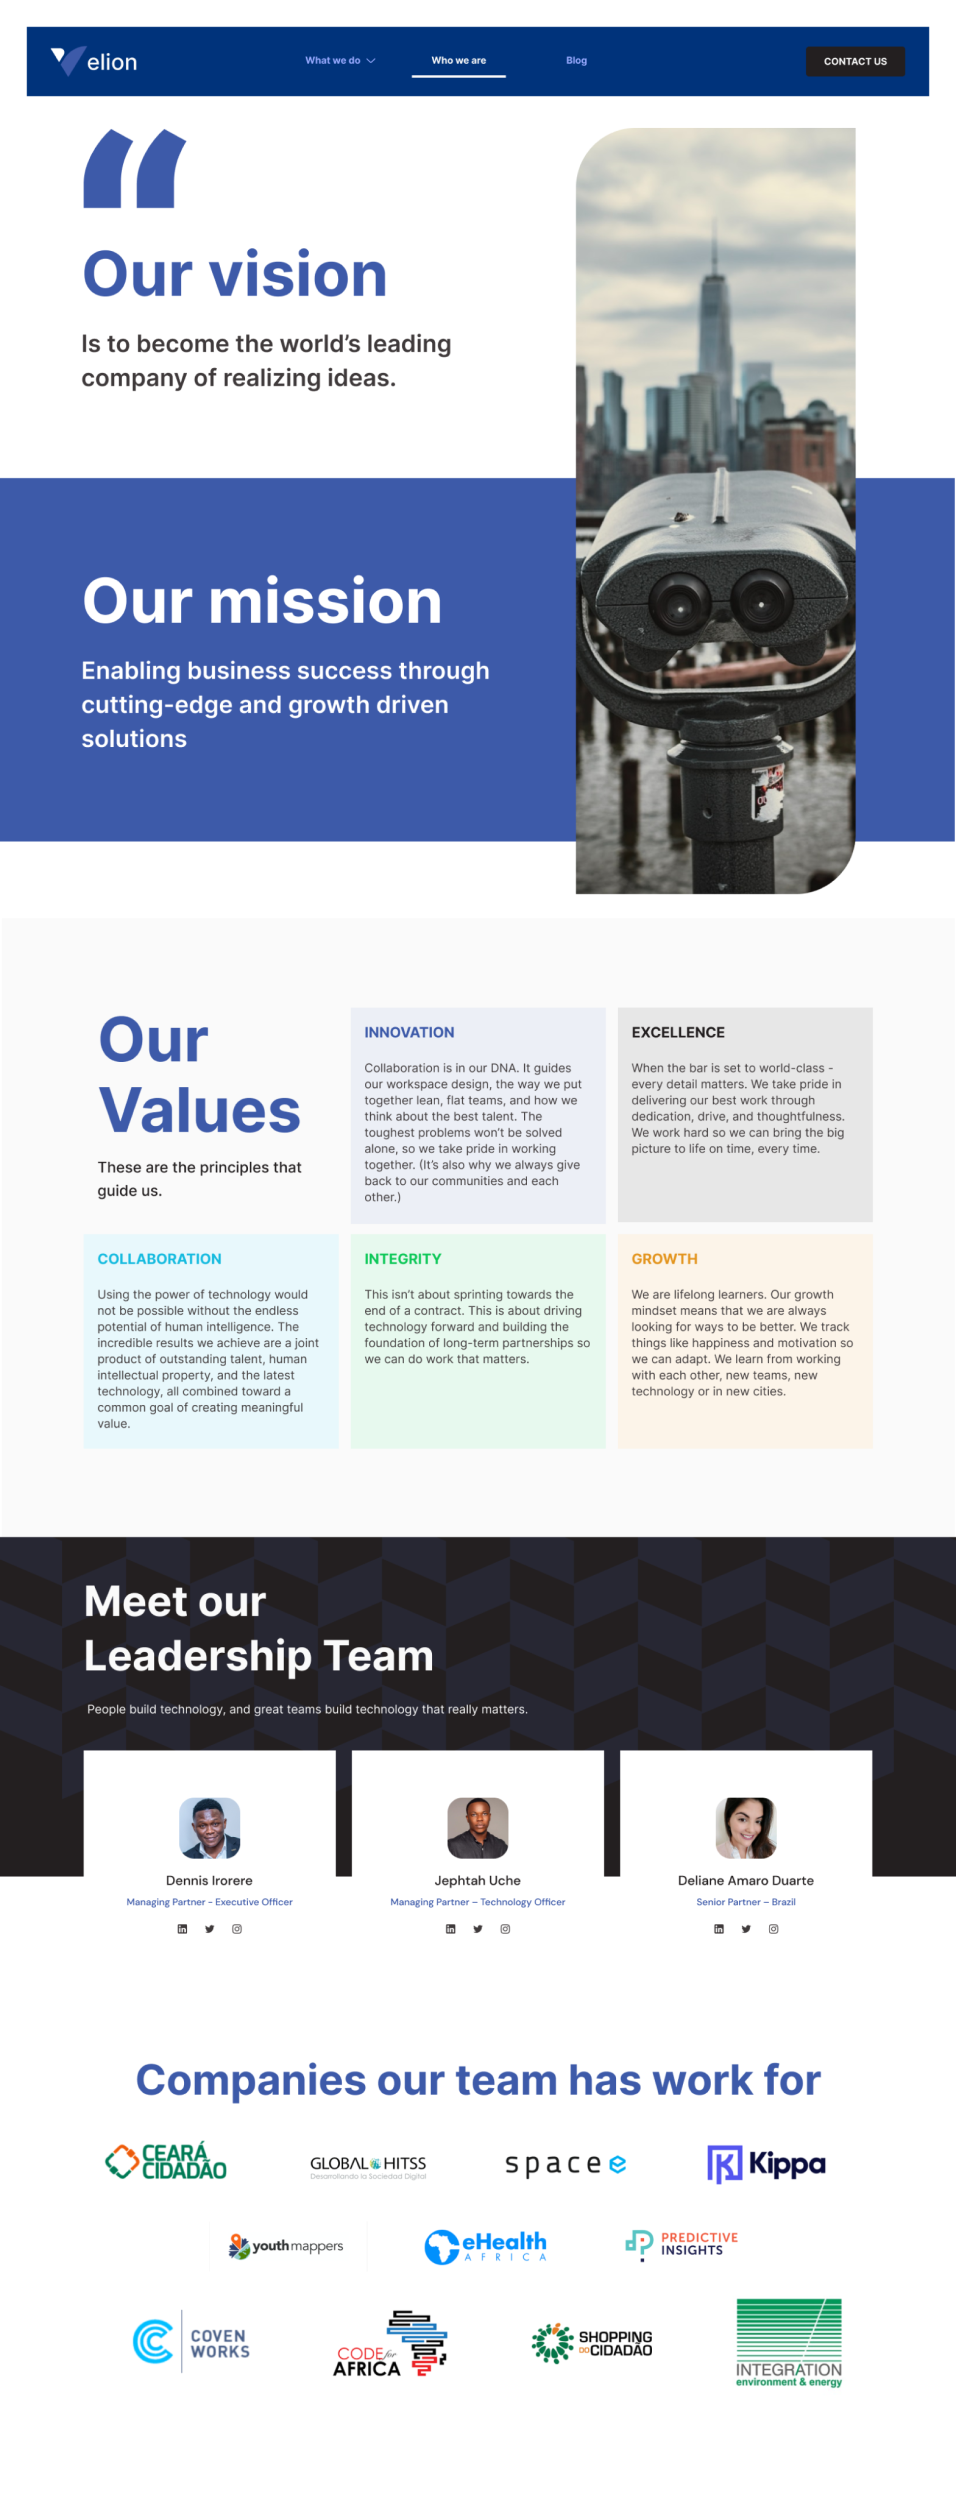 elion
What we do
Who we are
Blog
CONTACT US
“
Our vision
Is to become the world’s leading
company of realizing ideas.
Our mission
Enabling business success through
cutting-edge and growth driven
solutions
Our
Values
These are the principles that
guide us.
INNOVATION
Collaboration is in our DNA. It guides
our workspace design, the way we put
together lean, flat teams, and how we
think about the best talent. The
toughest problems won’t be solved
alone, so we take pride in working
together. (It’s also why we always give
back to our communities and each
other.)
EXCELLENCE
When the bar is set to world-class -
every detail matters. We take pride in
delivering our best work through
dedication, drive, and thoughtfulness.
We work hard so we can bring the big
picture to life on time, every time.
COLLABORATION
Using the power of technology would
not be possible without the endless
potential of human intelligence. The
incredible results we achieve are a joint
product of outstanding talent, human
intellectual property, and the latest
technology, all combined toward a
common goal of creating meaningful
value.
INTEGRITY
This isn’t about sprinting towards the
end of a contract. This is about driving
technology forward and building the
foundation of long-term partnerships so
we can do work that matters.
GROWTH
We are lifelong learners. Our growth
mindset means that we are always
looking for ways to be better. We track
things like happiness and motivation so
we can adapt. We learn from working
with each other, new teams, new
technology or in new cities.
Meet our
Leadership Team
People build technology, and great teams build technology that really matters.
Dennis Irorere
Managing Partner - Executive Officer
Jephtah Uche
Managing Partner – Technology Officer
Deliane Amaro Duarte
Senior Partner – Brazil
Companies our team has work for
CEARÁ
CIDADÃO
GLOBAL HITSS
Desarrollando la Sociedad Digital
space
Kippa
youthmappers
eHealth
AFRICA
PREDICTIVE
INSIGHTS
COVEN
WORKS
CODE for
AFRICA
SHOPPING
DO CIDADÃO
INTEGRATION
environment & energy